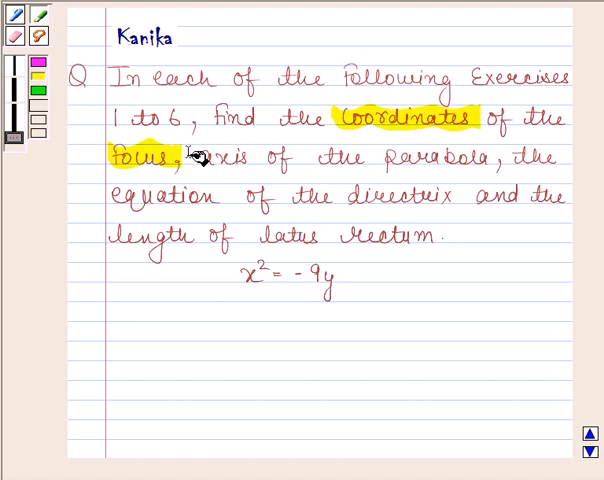 Kanika
Q In each of the Following Exercises
1 to 6, Find the coordinates of the
focus, axis of the parabola, the
equation of the directrix and the
length of latus rectum.
x² = - 9y